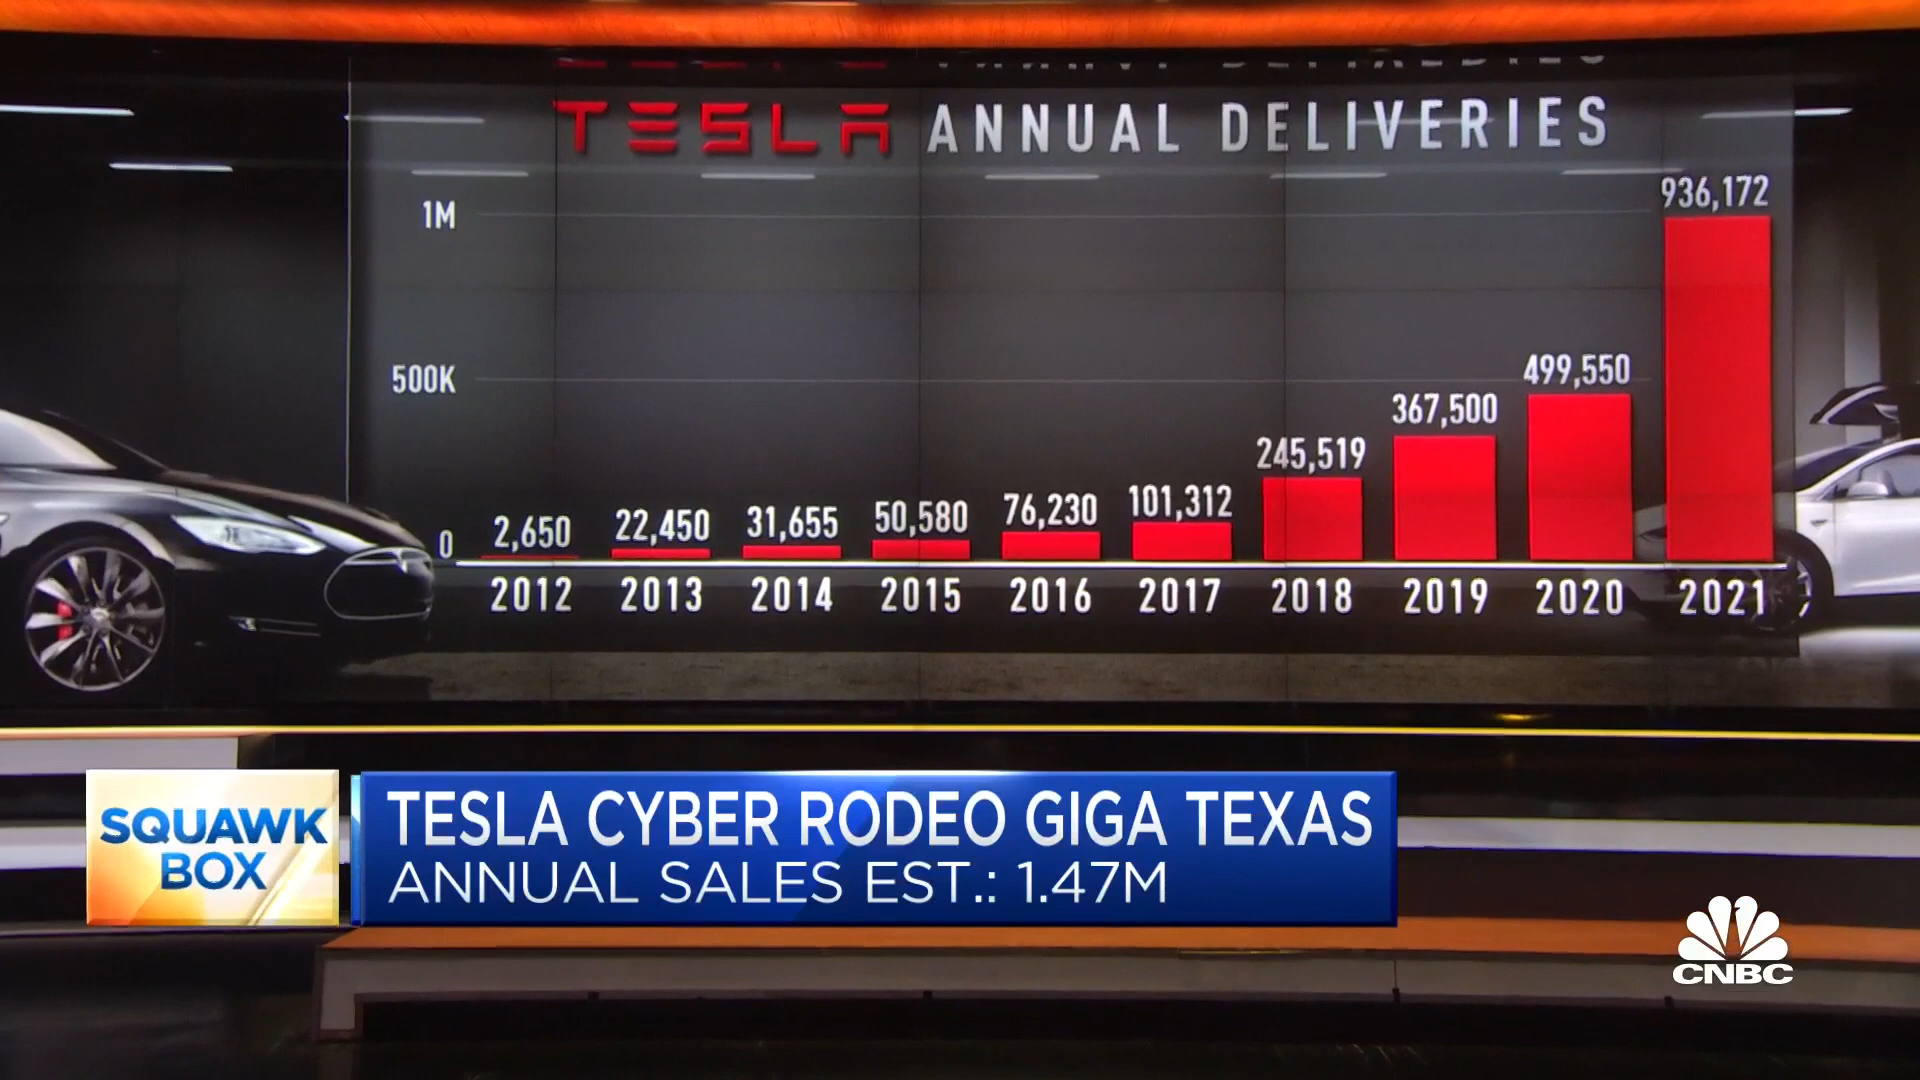 TESLA ANNUAL DELIVERIES
1M
500K
0
2,650
22,450
31,655
50,580
76,230
101,312
245,519
367,500
499,550
936,172
2012 2013 2014 2015 2016 2017 2018 2019 2020 2021
SQUAWK
BOX
TESLA CYBER RODEO GIGA TEXAS
ANNUAL SALES EST.: 1.47M
CNBC